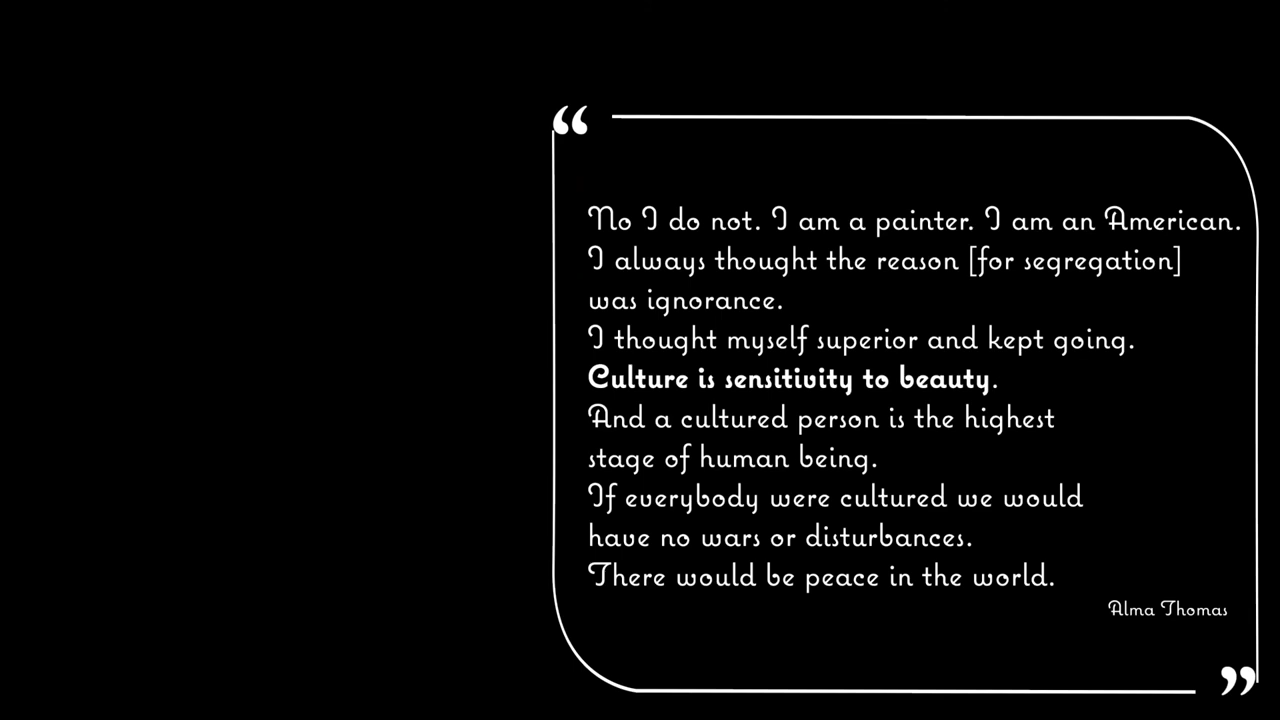 “
No I do not. I am a painter. I am an American.
I always thought the reason [for segregation]
was ignorance.
I thought myself superior and kept going.
Culture is sensitivity to beauty.
And a cultured person is the highest
stage of human being.
If everybody were cultured we would
have no wars or disturbances.
There would be peace in the world.
Alma Thomas
”